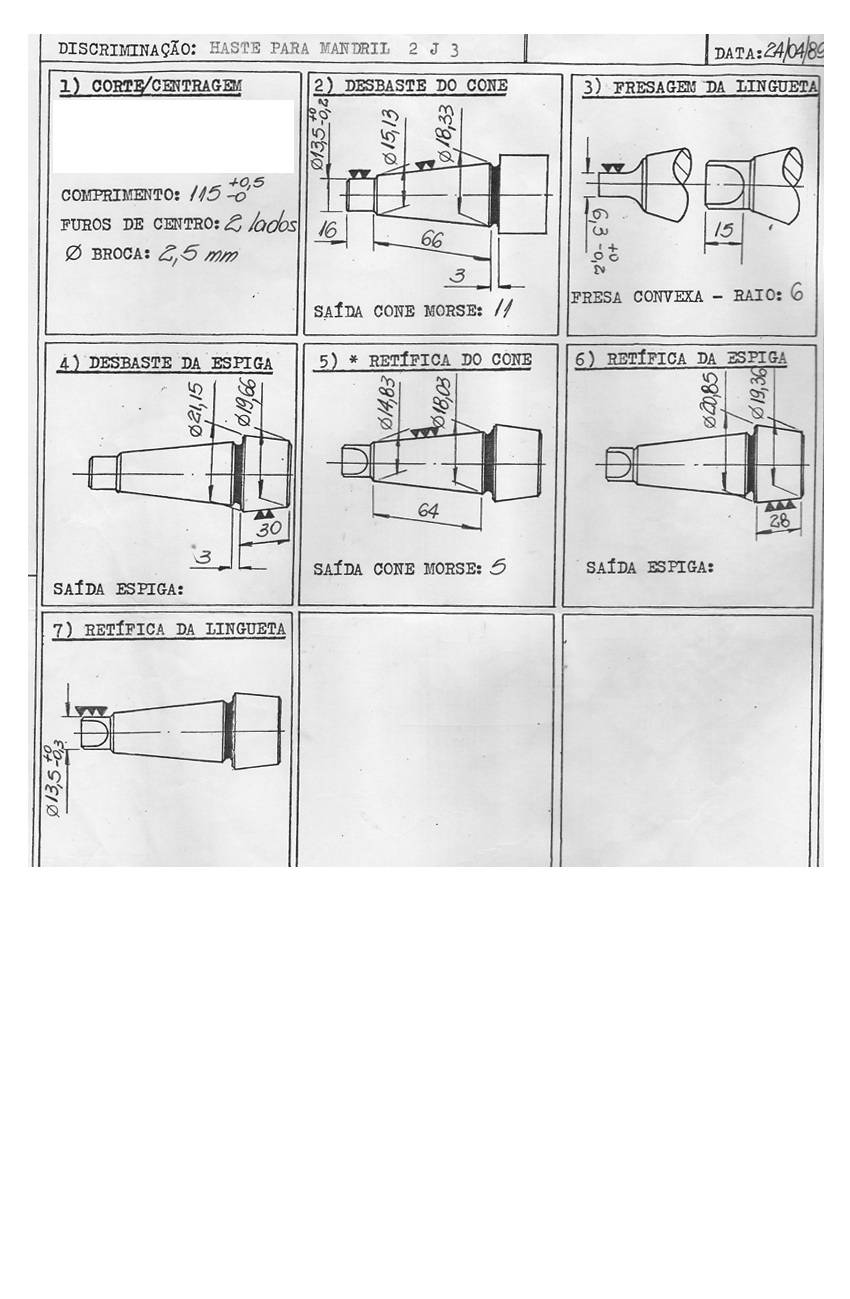 DISCRIMINAÇÃO: HASTE PARA MANDRIL 2 J 3
DATA: 24/04/89
1) CORTE/CENTRAGEM
COMPRIMENTO: 115 +0,5 -0
FUROS DE CENTRO: 2 lados
Ø BROCA: 2,5 mm
2) DESBASTE DO CONE
Ø13,5 +0 -0,2
Ø15,13
Ø18,33
16
66
3
SAÍDA CONE MORSE: 11
3) FRESAGEM DA LINGUETA
6,3 +0 -0,2
15
FRESA CONVEXA - RAIO: 6
4) DESBASTE DA ESPIGA
Ø21,15
Ø19,66
30
3
SAÍDA ESPIGA:
5) * RETÍFICA DO CONE
Ø14,83
Ø18,03
64
SAÍDA CONE MORSE: 5
6) RETÍFICA DA ESPIGA
Ø20,85
Ø19,36
28
SAÍDA ESPIGA:
7) RETÍFICA DA LINGUETA
Ø13,5 +0 -0,3